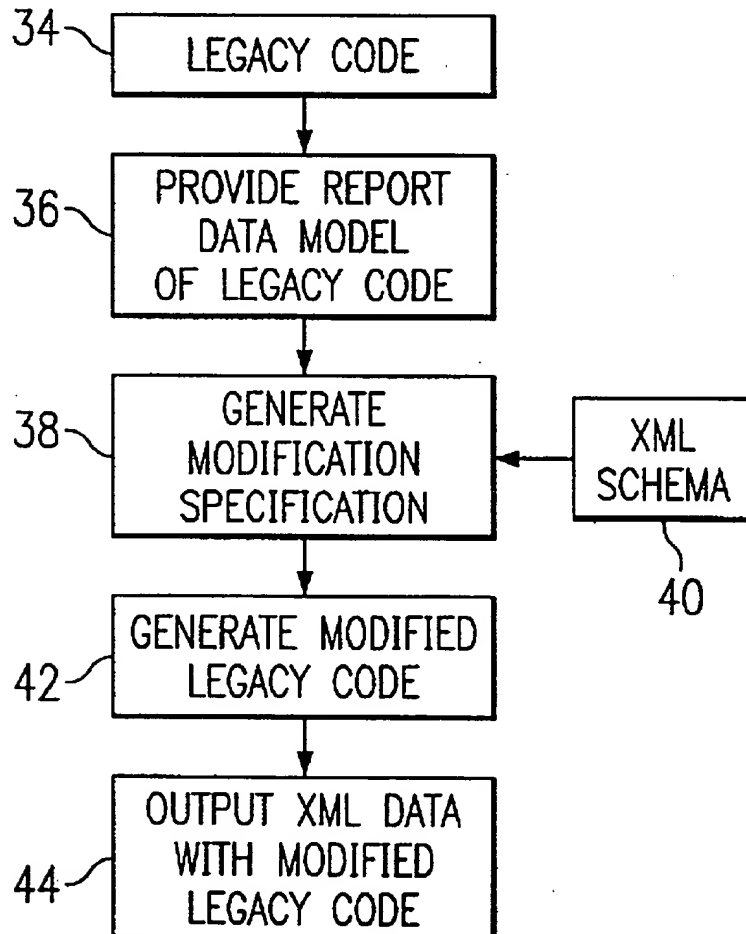 34
LEGACY CODE
36
PROVIDE REPORT
DATA MODEL
OF LEGACY CODE
38
GENERATE
MODIFICATION
SPECIFICATION
XML
SCHEMA
40
42
GENERATE MODIFIED
LEGACY CODE
44
OUTPUT XML DATA
WITH MODIFIED
LEGACY CODE